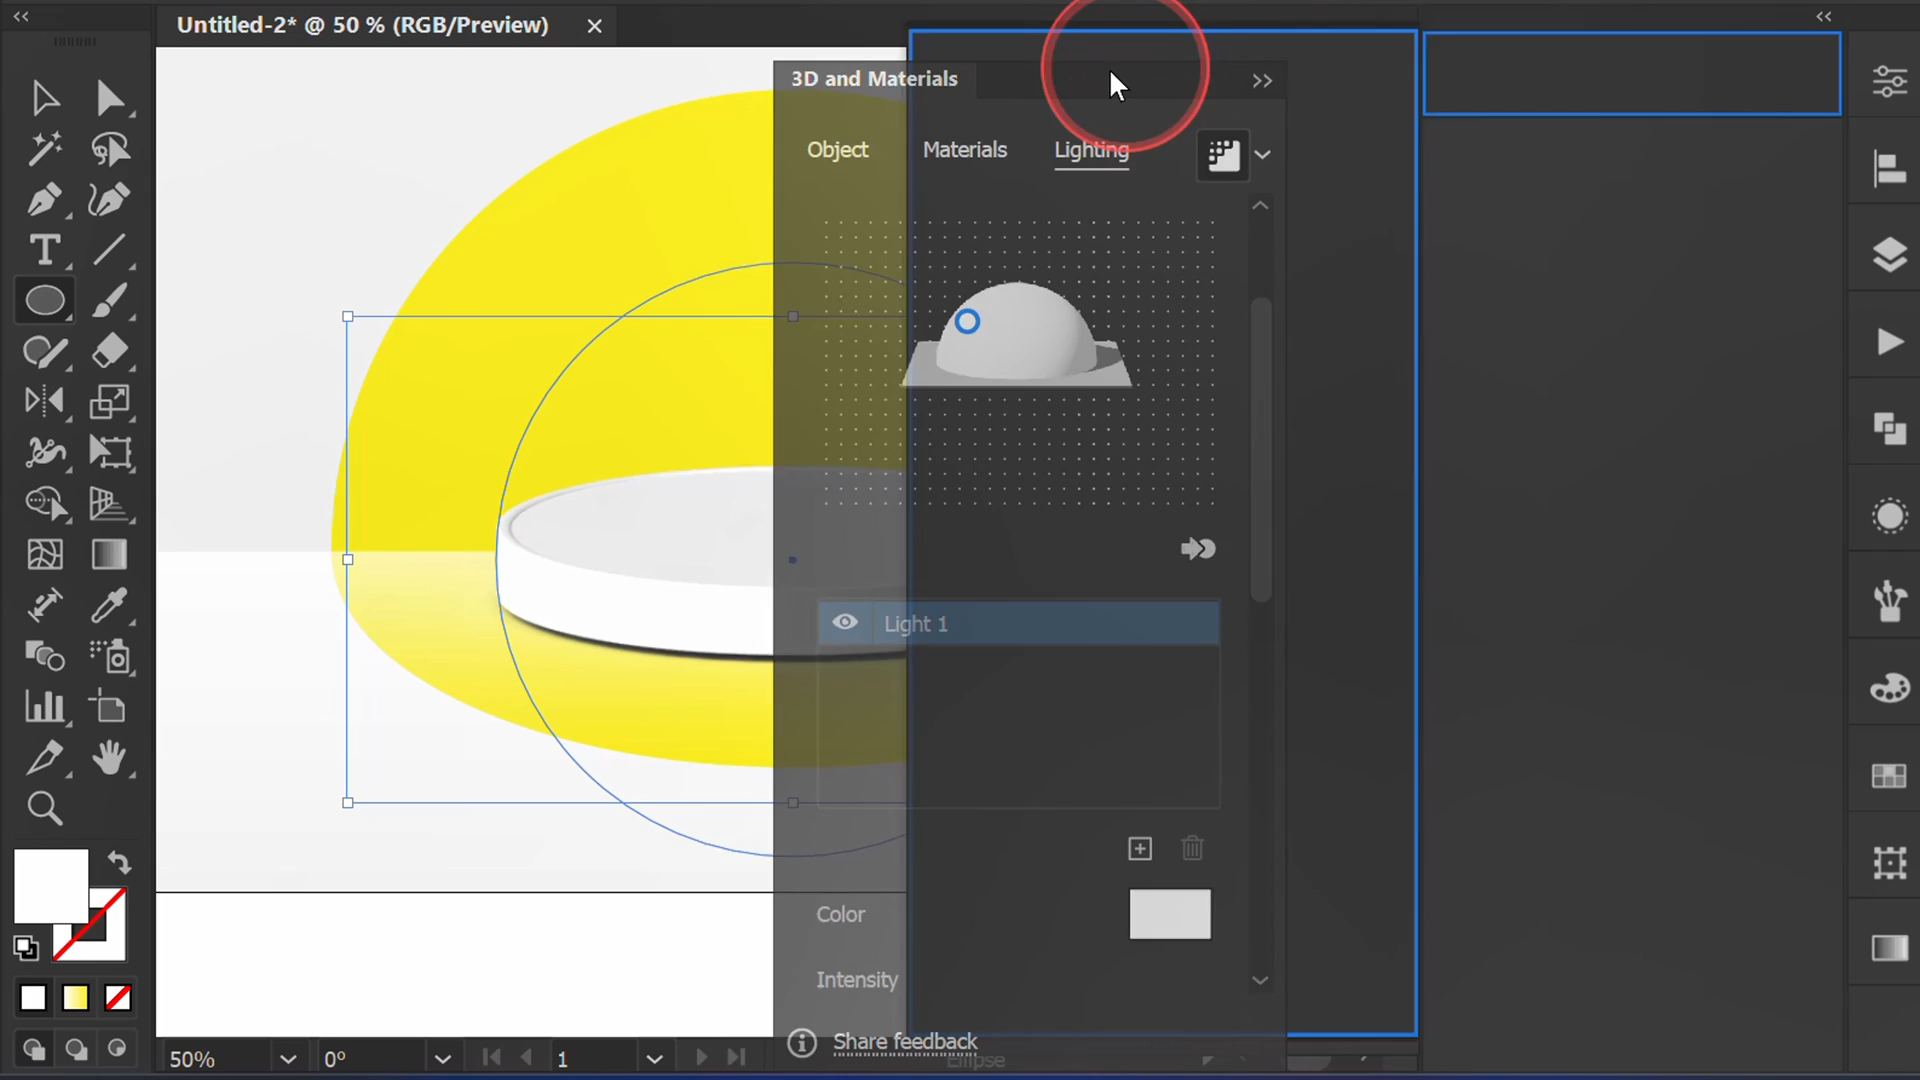 Untitled-2* @ 50 % (RGB/Preview)
3D and Materials
Object Materials Lighting
Light 1
Color
Intensity
Share feedback
50% 0° 1 Ellipse